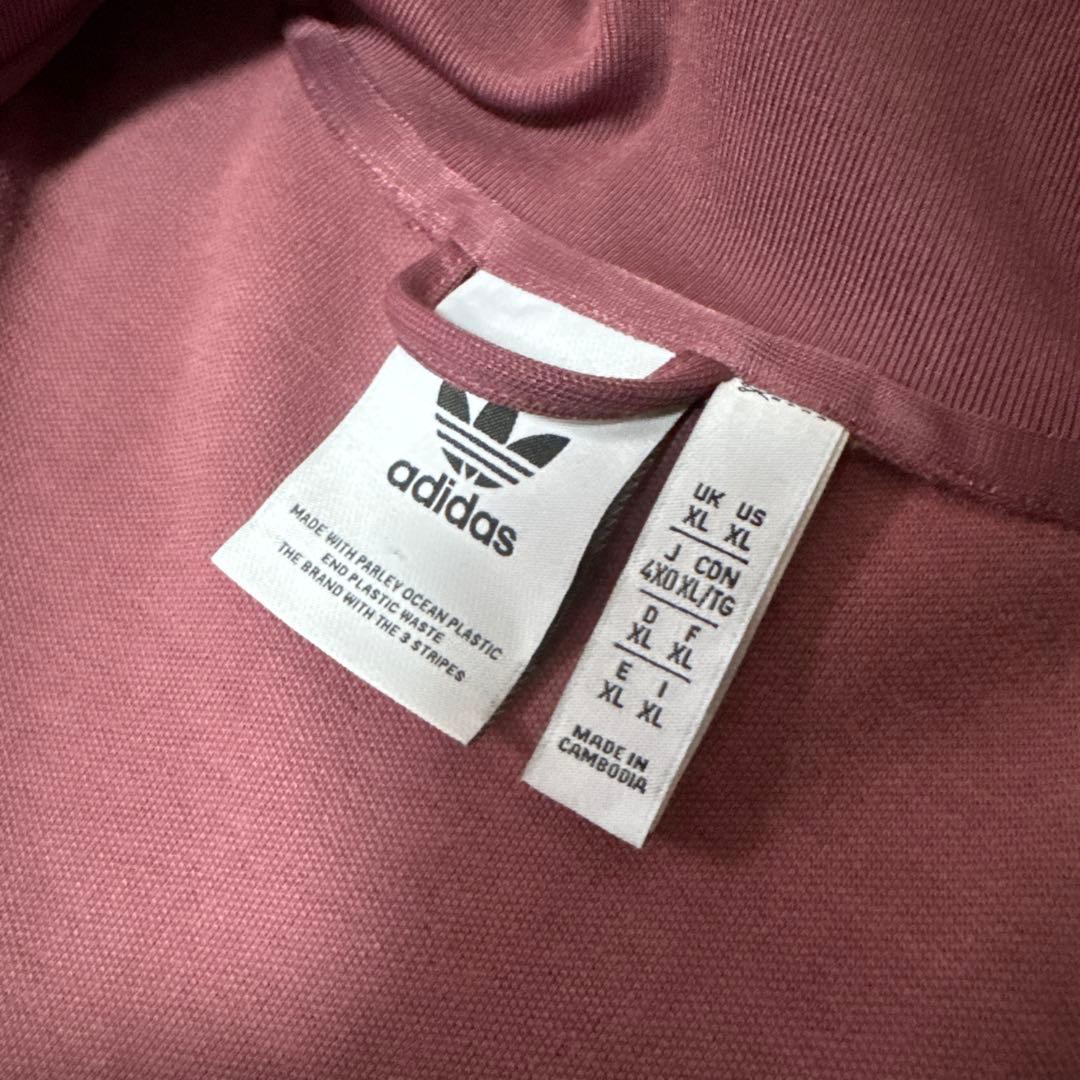 adidas
MADE WITH PARLEY OCEAN PLASTIC
END PLASTIC WASTE
THE BRAND WITH THE 3 STRIPES
UK US
XL XL
J CDN
4XO XL/TG
D F
XL XL
E I
XL XL
MADE IN
CAMBODIA